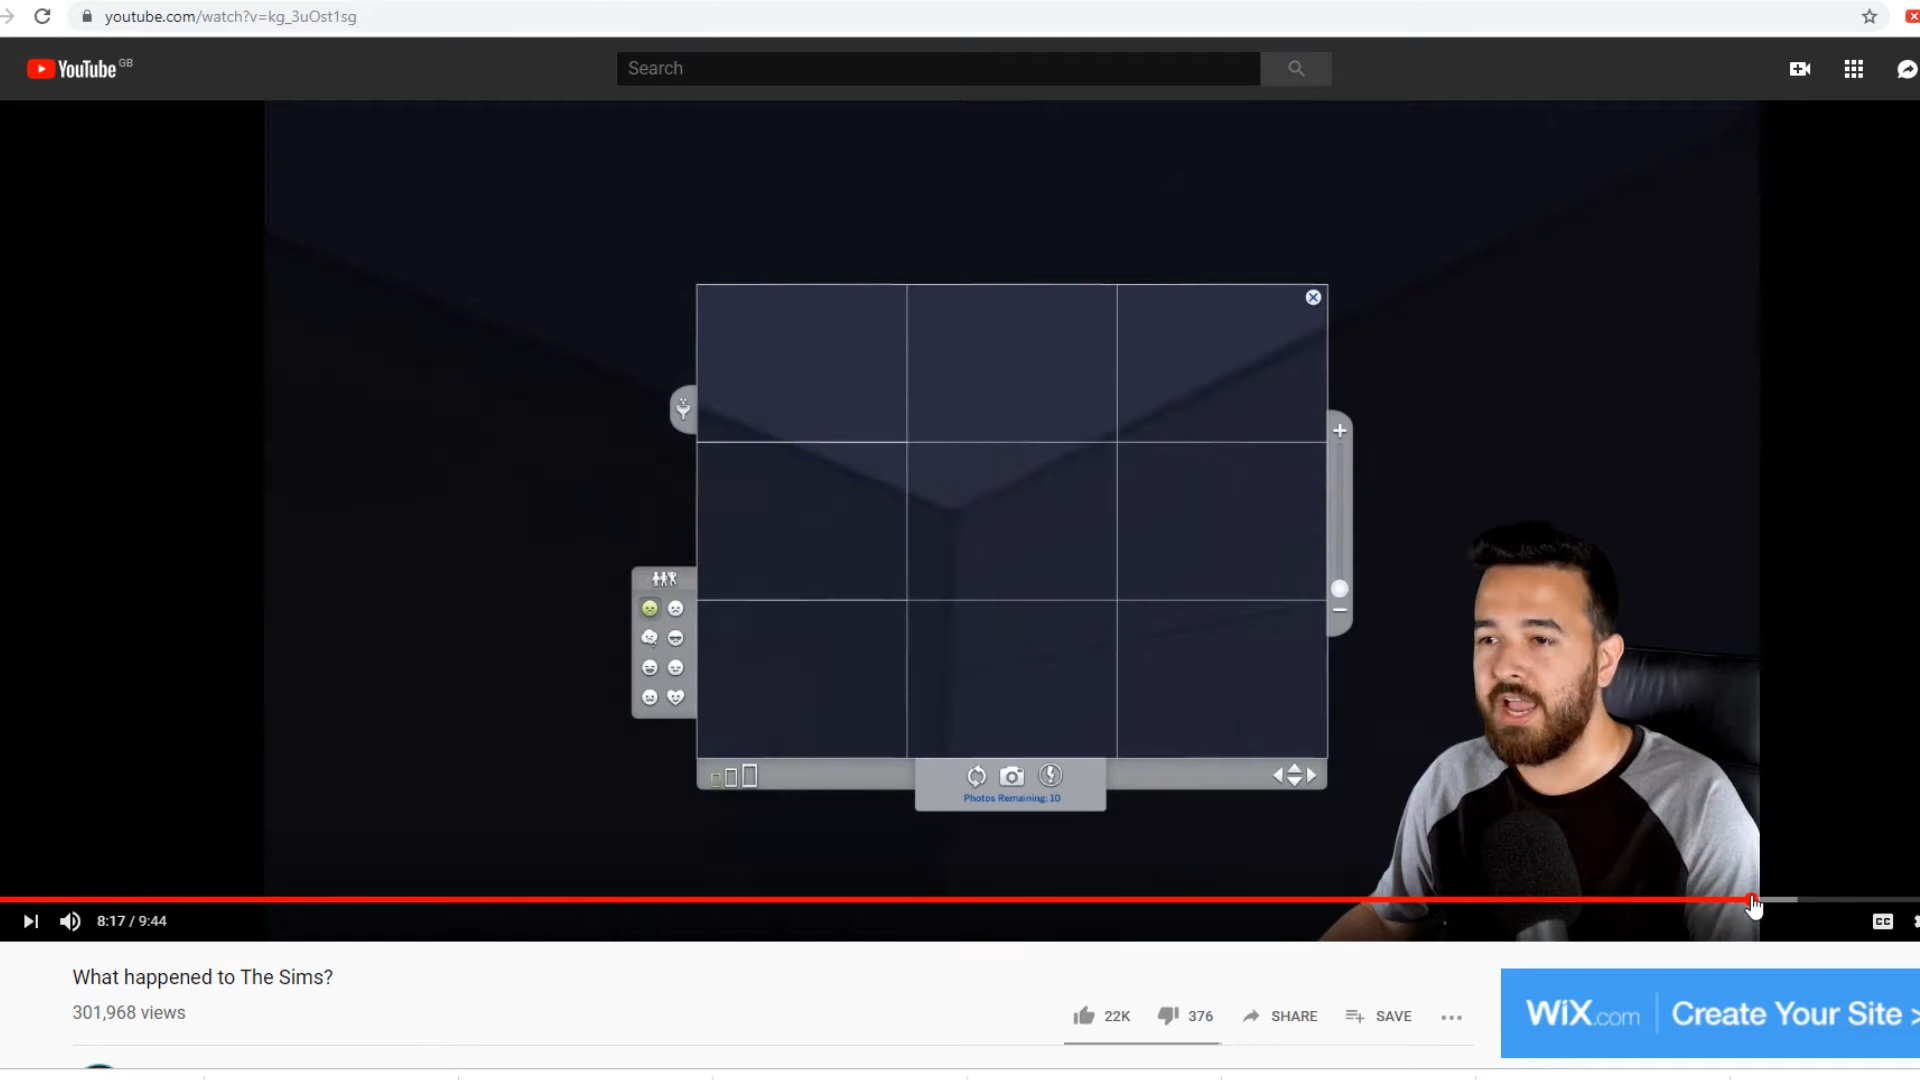 youtube.com/watch?v=kg_3uOst1sg
YouTube GB
Search
Photos Remaining: 10
8:17 / 9:44
CC
What happened to The Sims?
301,968 views
22K
376
SHARE
SAVE
WiX.com
Create Your Site >